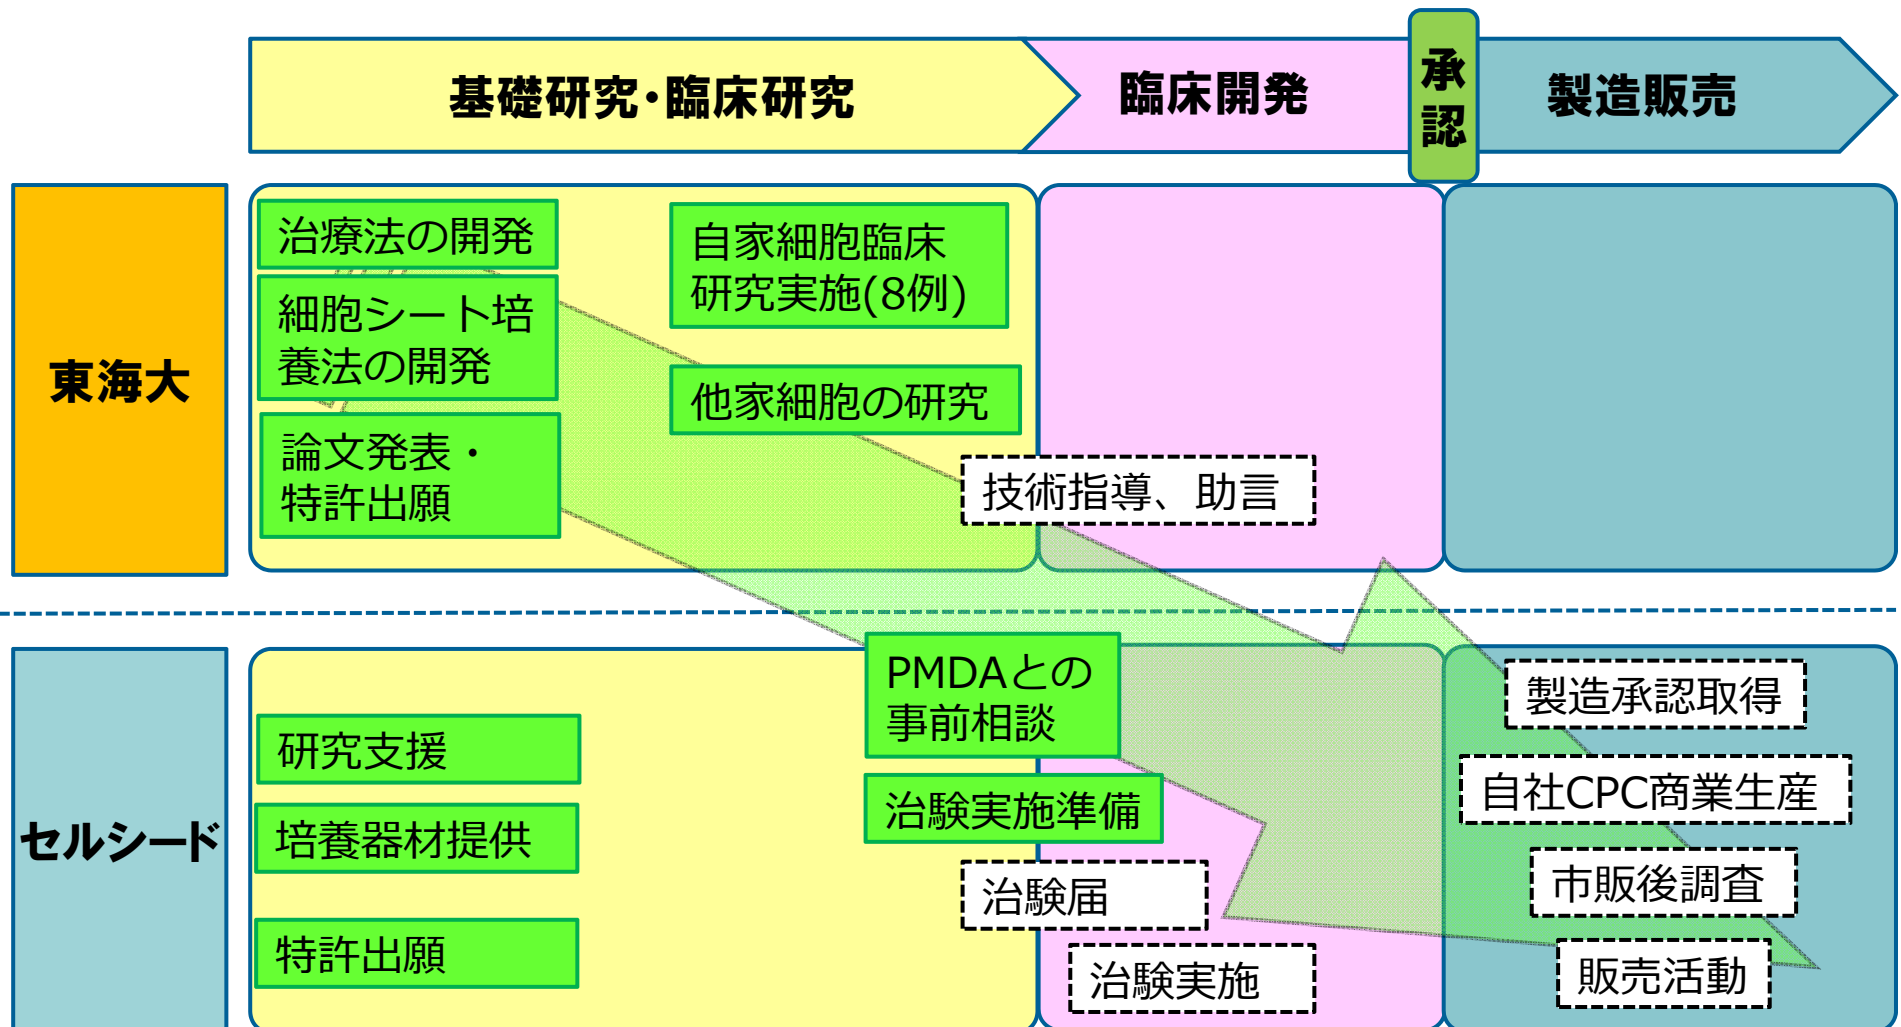 基礎研究・臨床研究
臨床開発
承
認
製造販売
東海大
治療法の開発
細胞シート培
養法の開発
論文発表・
特許出願
自家細胞臨床
研究実施(8例)
他家細胞の研究
技術指導、助言
セルシード
研究支援
培養器材提供
特許出願
PMDAとの
事前相談
治験実施準備
治験届
治験実施
製造承認取得
自社CPC商業生産
市販後調査
販売活動